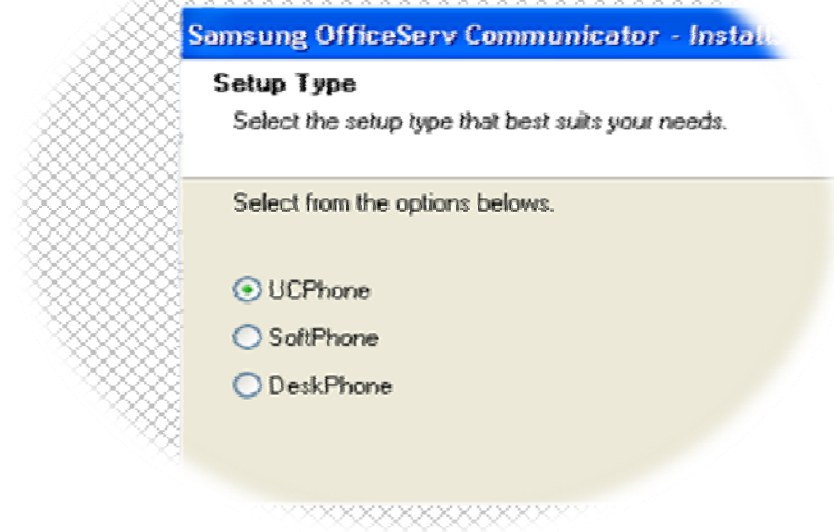 Samsung OfficeServ Communicator - Install
Setup Type
Select the setup type that best suits your needs.
Select from the options belows.
UCPhone
SoftPhone
DeskPhone